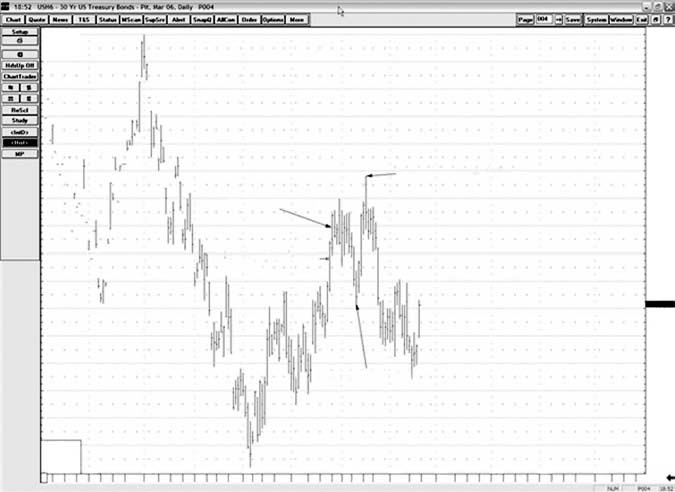 18:52 USH6 - 30 Yr US Treasury Bonds - Pit, Mar 06, Daily P004
Chart Quote News T&S Status MScan SupSrv Alert SnapQ AllCon Order Options More Page 004 Save System Window Exit ?
Setup
HdsUp Off
ChartTrader
ReScl
Study
MP
NUM P004 18:52